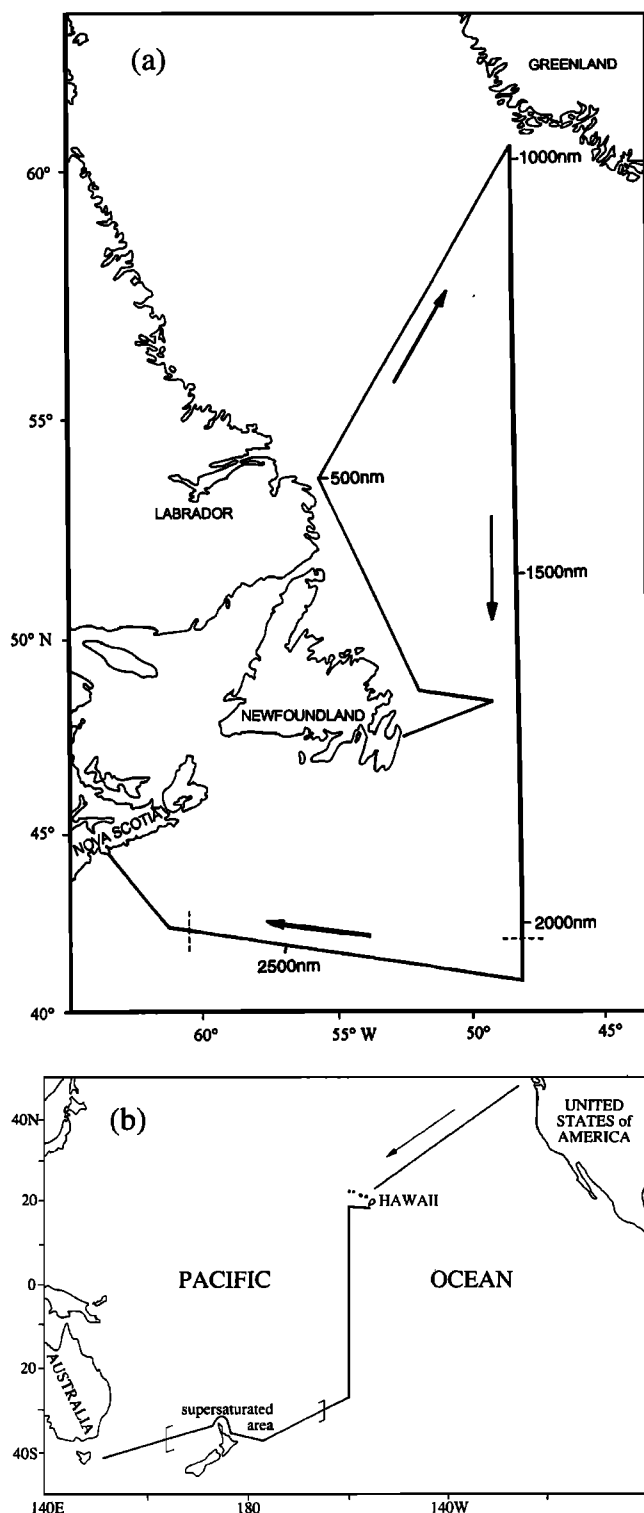 (a)
GREENLAND
60°
1000nm
55°
500nm
LABRADOR
1500nm
50° N
NEWFOUNDLAND
NOVA SCOTIA
45°
2000nm
2500nm
40°
60°
55° W
50°
45°
(b)
40N
UNITED
STATES of
AMERICA
20
HAWAII
PACIFIC
OCEAN
0
AUSTRALIA
20
supersaturated
area
40S
140E
180
140W